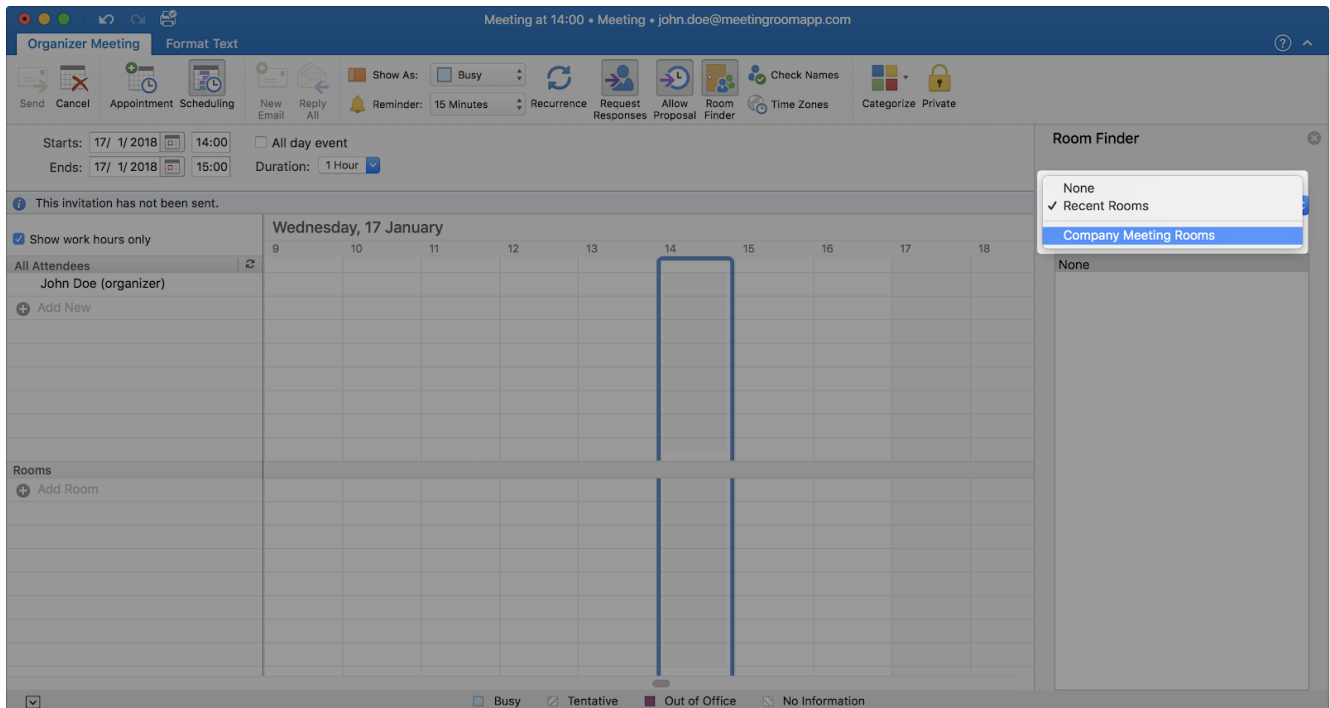 Meeting at 14:00 • Meeting • john.doe@meetingroomapp.com
Organizer Meeting Format Text
Send Cancel Appointment Scheduling New Email Reply All
Show As: Busy
Reminder: 15 Minutes
Recurrence Request Responses Allow Proposal Room Finder
Check Names
Time Zones
Categorize Private
Starts: 17/ 1/2018 14:00 All day event
Ends: 17/ 1/2018 15:00 Duration: 1 Hour
Room Finder
None
Recent Rooms
Company Meeting Rooms
None
This invitation has not been sent.
Show work hours only
Wednesday, 17 January
9 10 11 12 13 14 15 16 17 18
All Attendees
John Doe (organizer)
Add New
Rooms
Add Room
Busy Tentative Out of Office No Information